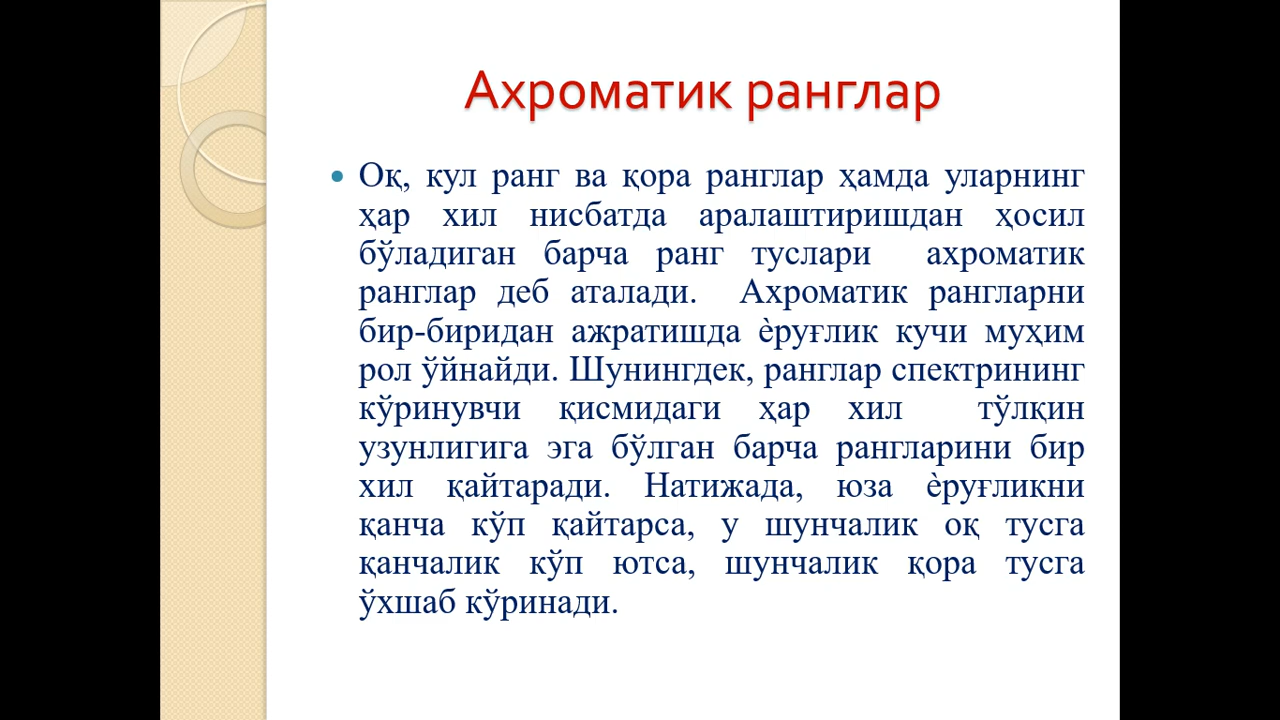 Ахроматик ранглар
• Оқ, кул ранг ва қора ранглар ҳамда уларнинг
ҳар хил нисбатда аралаштиришдан ҳосил
бўладиган барча ранг туслари ахроматик
ранглар деб аталади. Ахроматик рангларни
бир-биридан ажратишда ѐруғлик кучи муҳим
рол ўйнайди. Шунингдек, ранглар спектрининг
кўринувчи қисмидаги ҳар хил тўлқин
узунлигига эга бўлган барча рангларини бир
хил қайтаради. Натижада, юза ѐруғликни
қанча кўп қайтарса, у шунчалик оқ тусга
қанчалик кўп ютса, шунчалик қора тусга
ўхшаб кўринади.